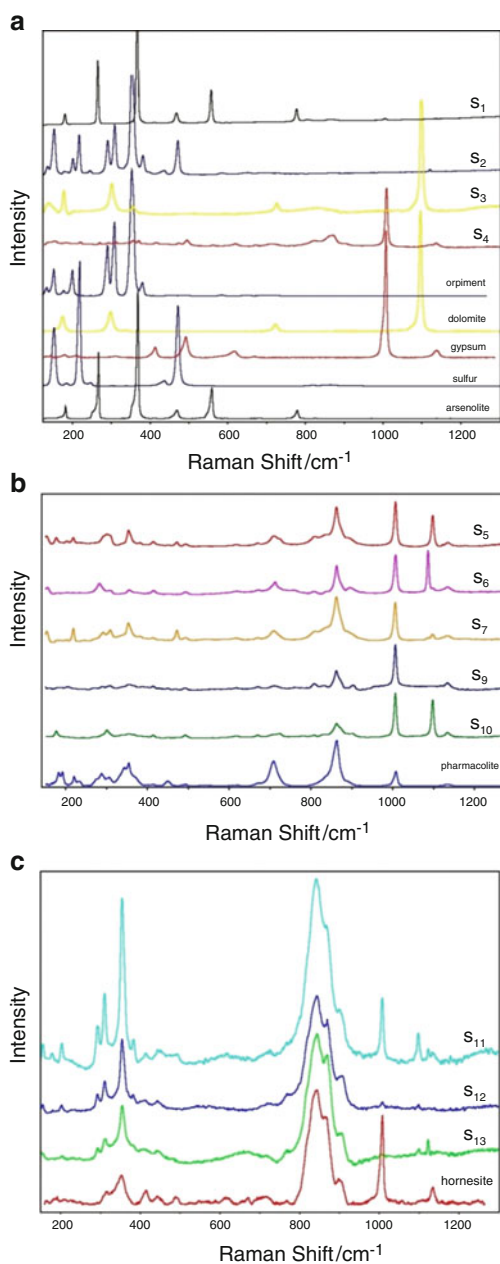 a
Intensity
S1
S2
S3
S4
orpiment
dolomite
gypsum
sulfur
arsenolite
200 400 600 800 1000 1200
Raman Shift/cm-1
b
Intensity
S5
S6
S7
S9
S10
pharmacolite
200 400 600 800 1000 1200
Raman Shift/cm-1
c
Intensity
S11
S12
S13
hornesite
200 400 600 800 1000 1200
Raman Shift/cm-1